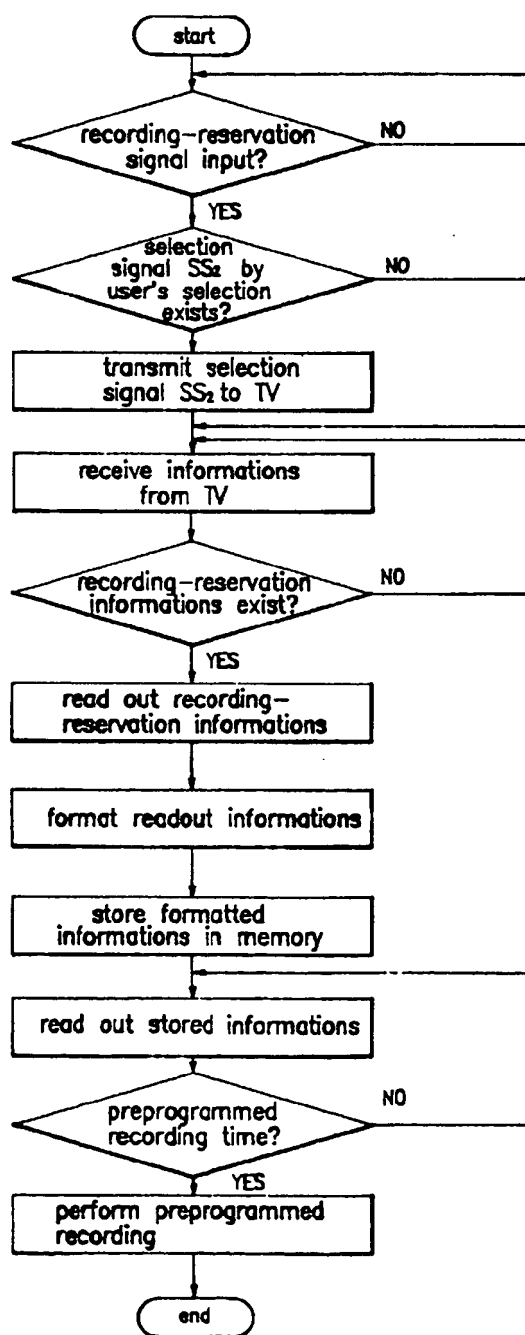 start
recording-reservation
signal input?
NO
YES
selection
signal SS₂ by
user's selection
exists?
NO
transmit selection
signal SS₂ to TV
receive informations
from TV
recording-reservation
informations exist?
NO
YES
read out recording-
reservation informations
format readout informations
store formatted
informations in memory
read out stored informations
preprogrammed
recording time?
NO
YES
perform preprogrammed
recording
end